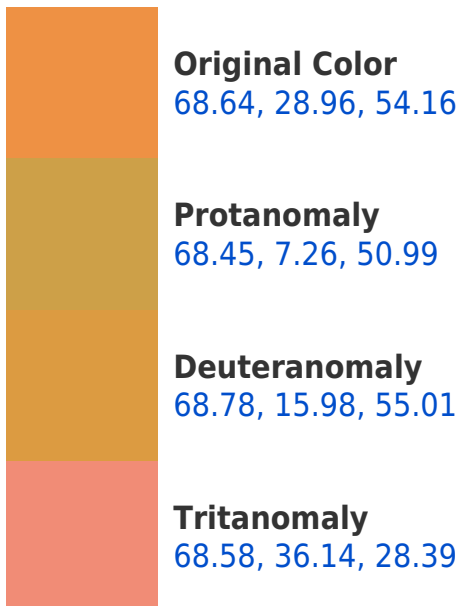 Original Color
68.64, 28.96, 54.16
Protanomaly
68.45, 7.26, 50.99
Deuteranomaly
68.78, 15.98, 55.01
Tritanomaly
68.58, 36.14, 28.39